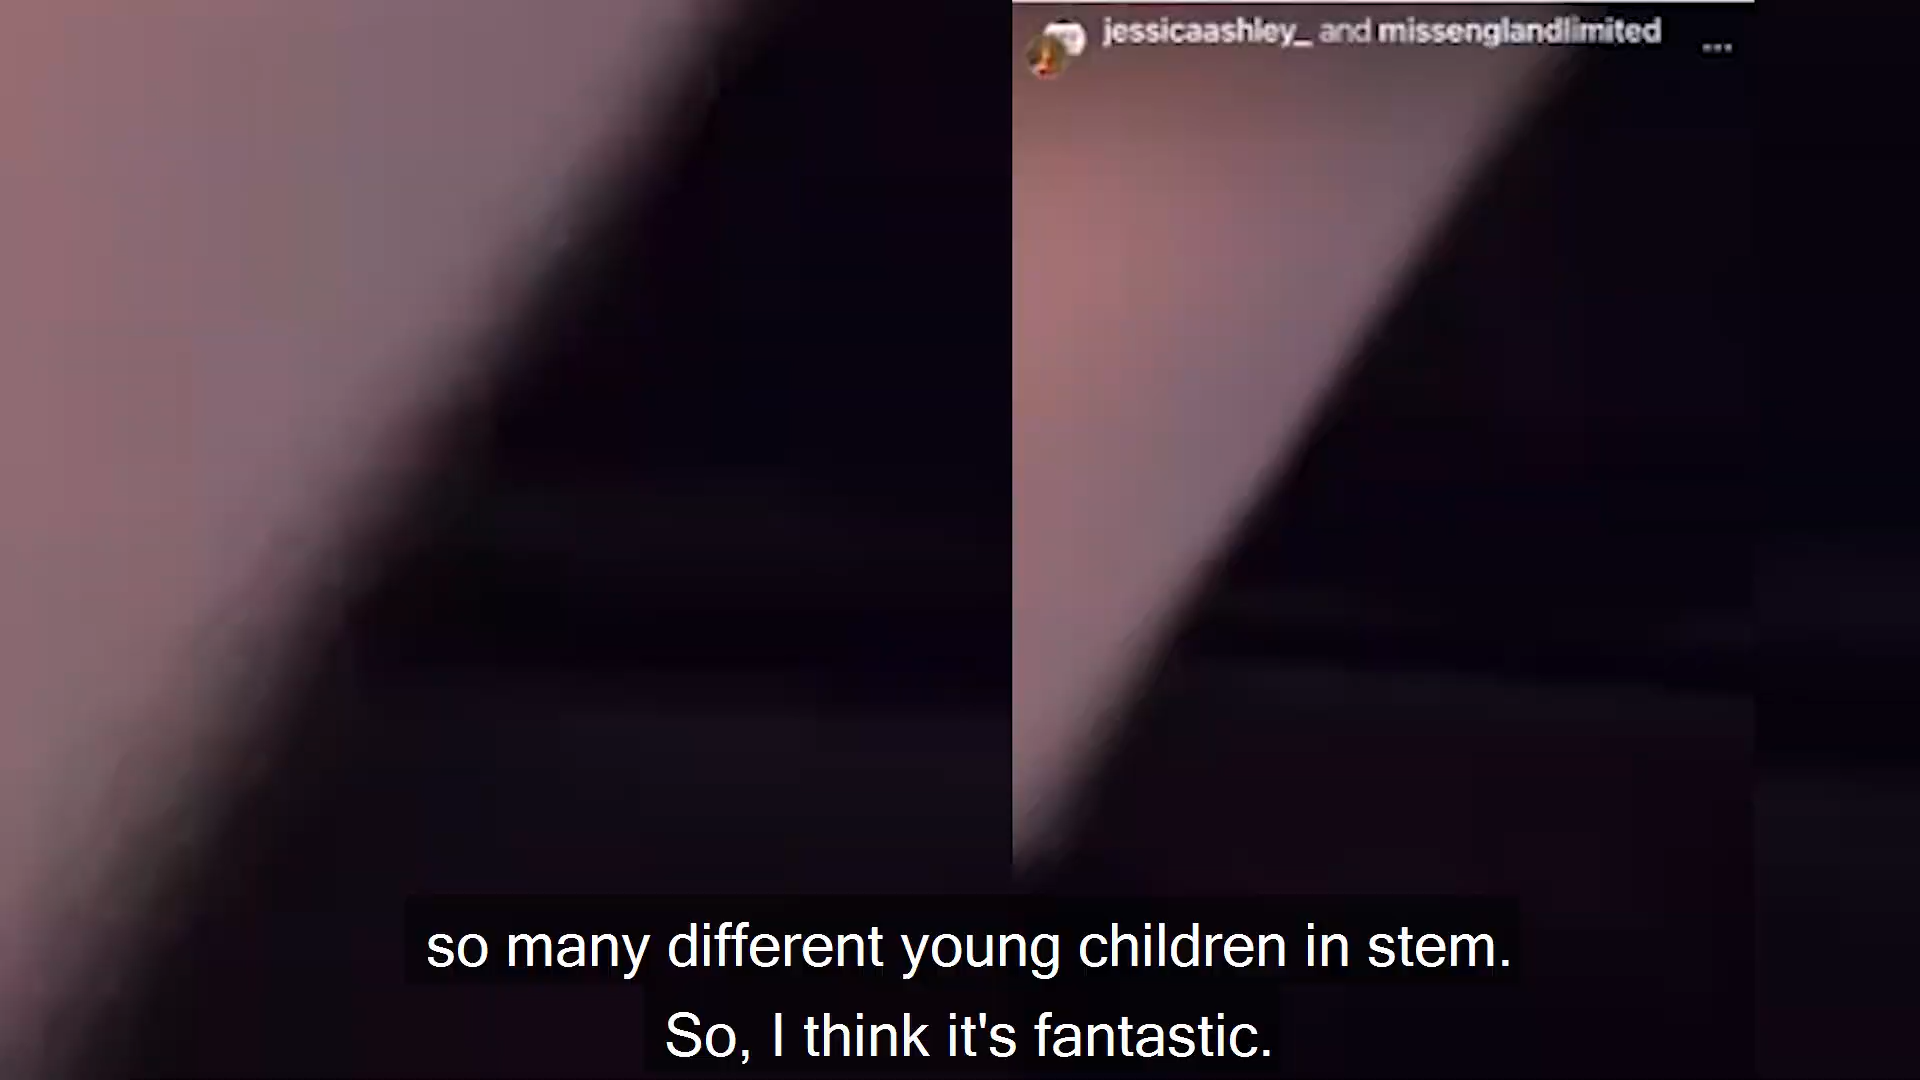 jessicaashley_ and missenglandlimited
so many different young children in stem.
So, I think it's fantastic.